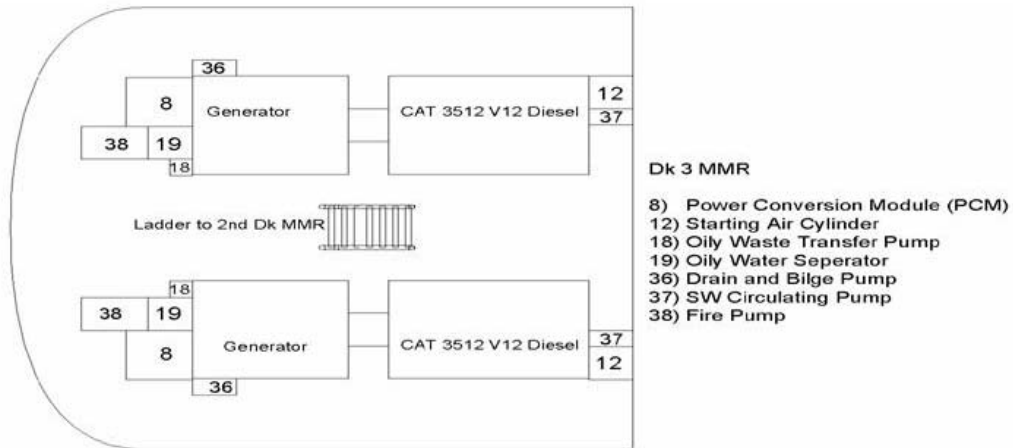 36
8
Generator
CAT 3512 V12 Diesel
12
37
38
19
18
Dk 3 MMR
Ladder to 2nd Dk MMR
8) Power Conversion Module (PCM)
12) Starting Air Cylinder
18) Oily Waste Transfer Pump
19) Oily Water Seperator
36) Drain and Bilge Pump
37) SW Circulating Pump
38) Fire Pump
18
38
19
37
8
Generator
CAT 3512 V12 Diesel
12
36